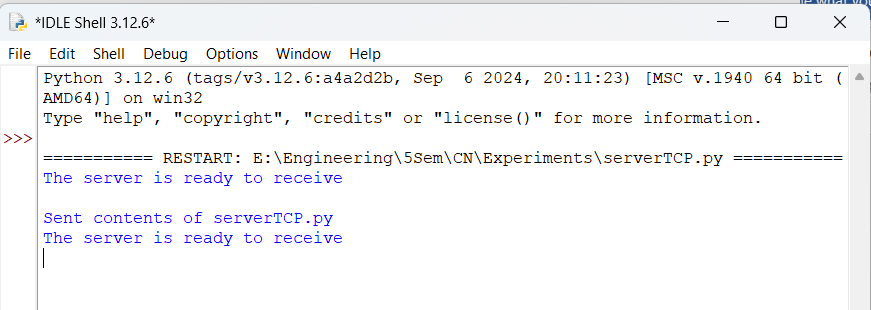 *IDLE Shell 3.12.6*
File Edit Shell Debug Options Window Help
Python 3.12.6 (tags/v3.12.6:a4a2d2b, Sep  6 2024, 20:11:23) [MSC v.1940 64 bit (
AMD64)] on win32
Type "help", "copyright", "credits" or "license()" for more information.
>>>
=========== RESTART: E:\Engineering\5Sem\CN\Experiments\serverTCP.py ===========
The server is ready to receive
Sent contents of serverTCP.py
The server is ready to receive